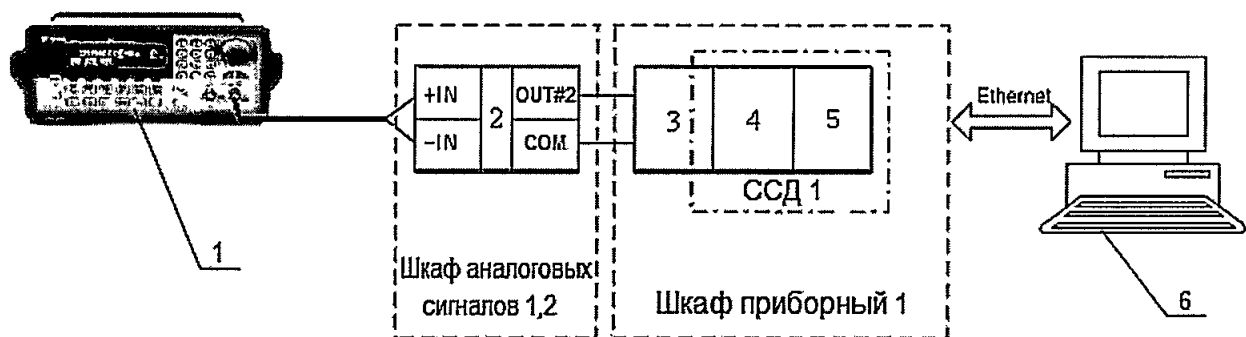 +IN
-IN
2
OUT#2
COM
3
4
5
ССД 1
Ethernet
1
Шкаф аналоговых
сигналов 1,2
Шкаф приборный 1
6